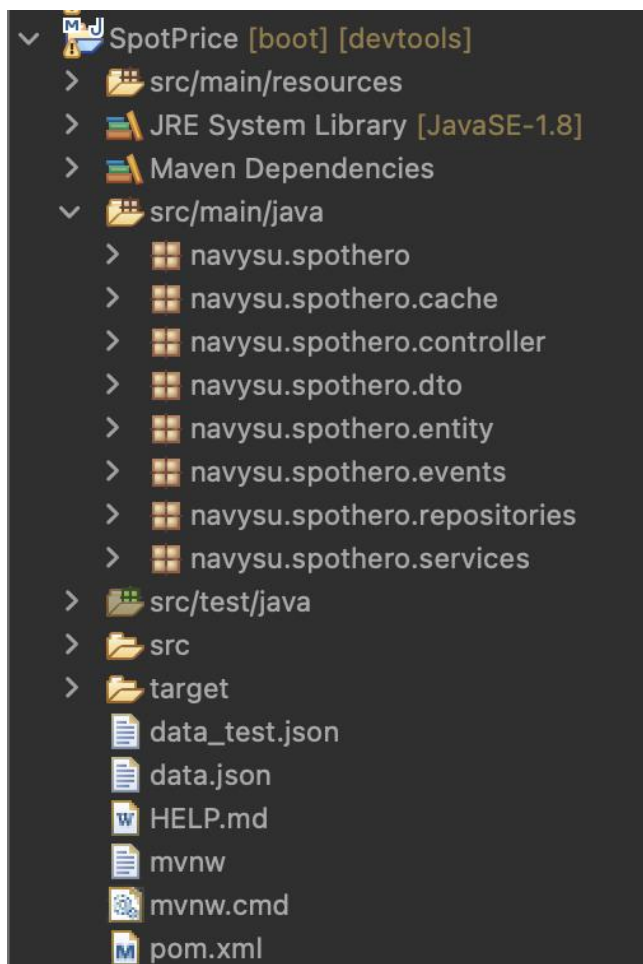 SpotPrice [boot] [devtools]
src/main/resources
JRE System Library [JavaSE-1.8]
Maven Dependencies
src/main/java
navysu.spothero
navysu.spothero.cache
navysu.spothero.controller
navysu.spothero.dto
navysu.spothero.entity
navysu.spothero.events
navysu.spothero.repositories
navysu.spothero.services
src/test/java
src
target
data_test.json
data.json
HELP.md
mvnw
mvnw.cmd
pom.xml